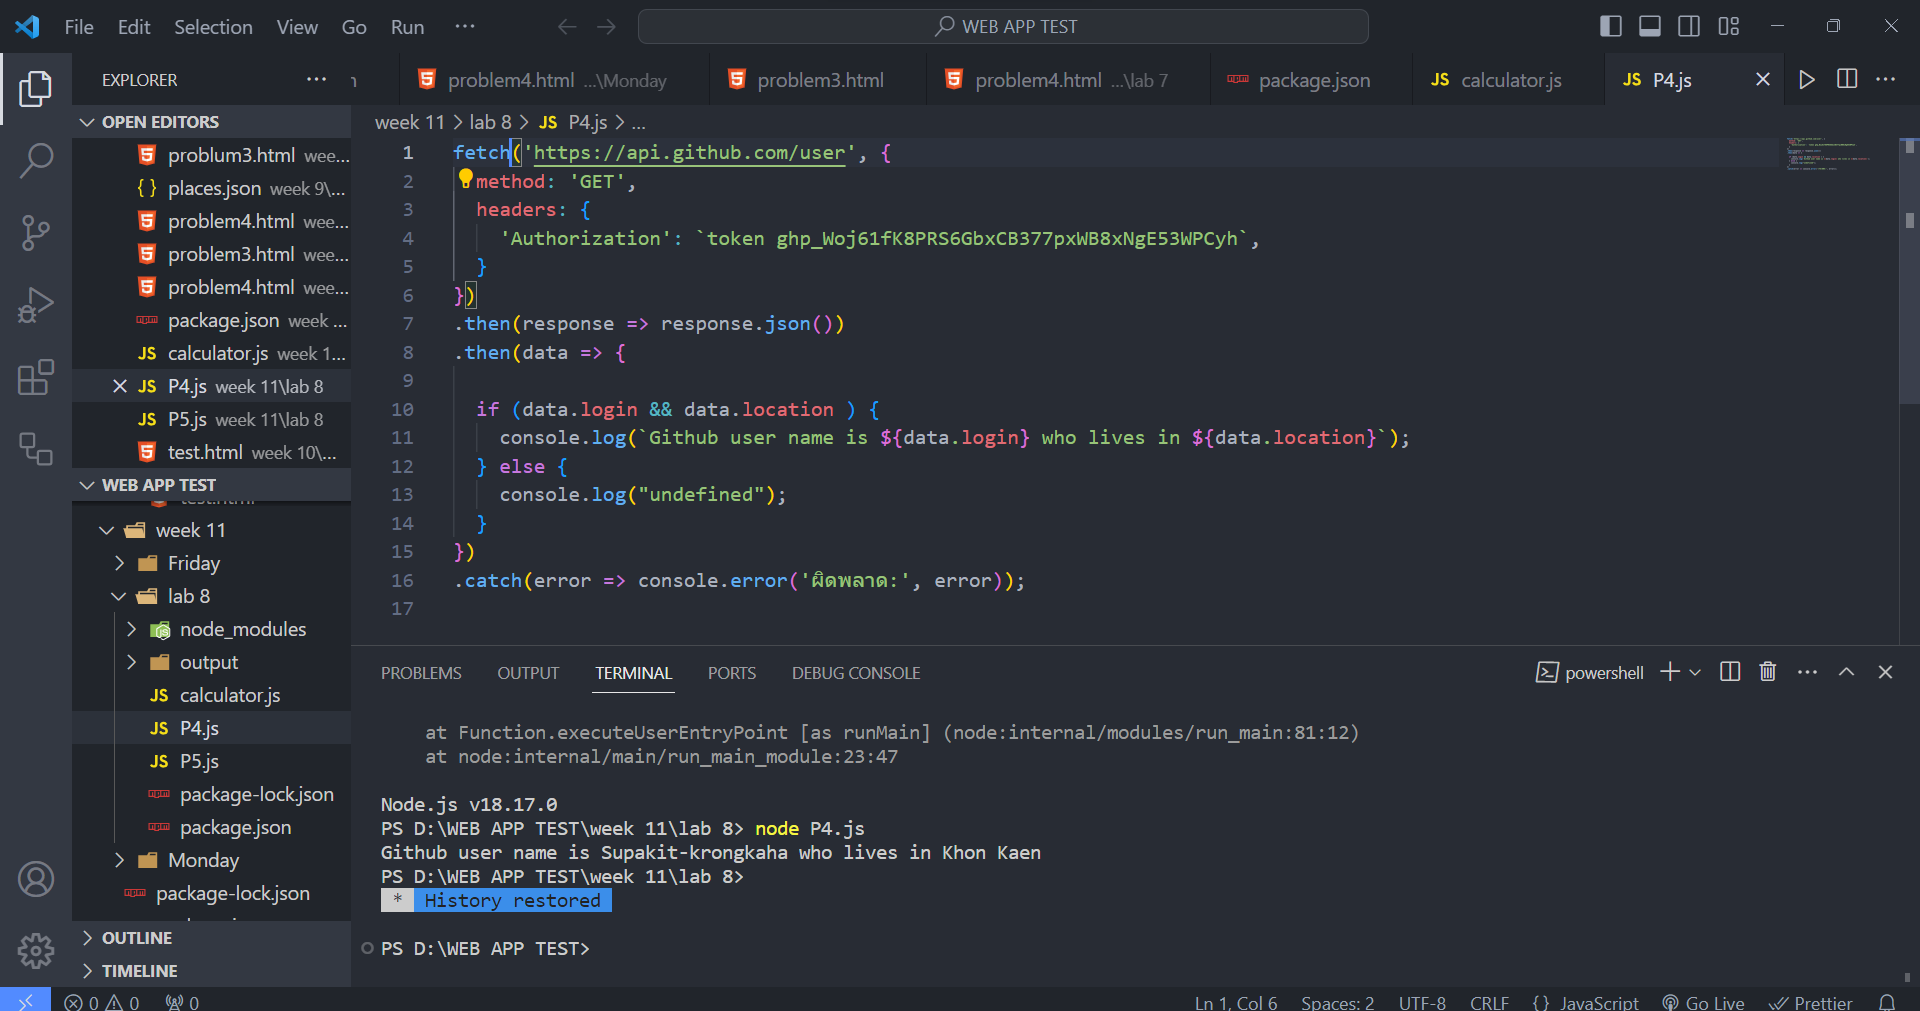 File Edit Selection View Go Run ···
WEB APP TEST
EXPLORER ···
problem4.html ...\Monday
problem3.html
problem4.html ...\lab 7
package.json
calculator.js
JS P4.js
OPEN EDITORS
problum3.html wee...
{ } places.json week 9\...
problem4.html wee...
problem3.html wee...
problem4.html wee...
package.json week ...
JS calculator.js week 1...
JS P4.js week 11\lab 8
JS P5.js week 11\lab 8
test.html week 10\...
WEB APP TEST
test.html
week 11
Friday
lab 8
node_modules
output
JS calculator.js
JS P4.js
JS P5.js
package-lock.json
package.json
Monday
package-lock.json
OUTLINE
TIMELINE
week 11 > lab 8 > JS P4.js > ...
1 fetch('https://api.github.com/user', {
2 method: 'GET',
3 headers: {
4 'Authorization': `token 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`,
5 }
6 })
7 .then(response => response.json())
8 .then(data => {
9
10 if (data.login && data.location ) {
11 console.log(`Github user name is ${data.login} who lives in ${data.location}`);
12 } else {
13 console.log("undefined");
14 }
15 })
16 .catch(error => console.error('ผิดพลาด:', error));
17
PROBLEMS OUTPUT TERMINAL PORTS DEBUG CONSOLE
powershell
at Function.executeUserEntryPoint [as runMain] (node:internal/modules/run_main:81:12)
at node:internal/main/run_main_module:23:47
Node.js v18.17.0
PS D:\WEB APP TEST\week 11\lab 8> node P4.js
Github user name is Supakit-krongkaha who lives in Khon Kaen
PS D:\WEB APP TEST\week 11\lab 8>
* History restored
PS D:\WEB APP TEST>
0 0 0
Ln 1, Col 6 Spaces: 2 UTF-8 CRLF { } JavaScript Go Live Prettier